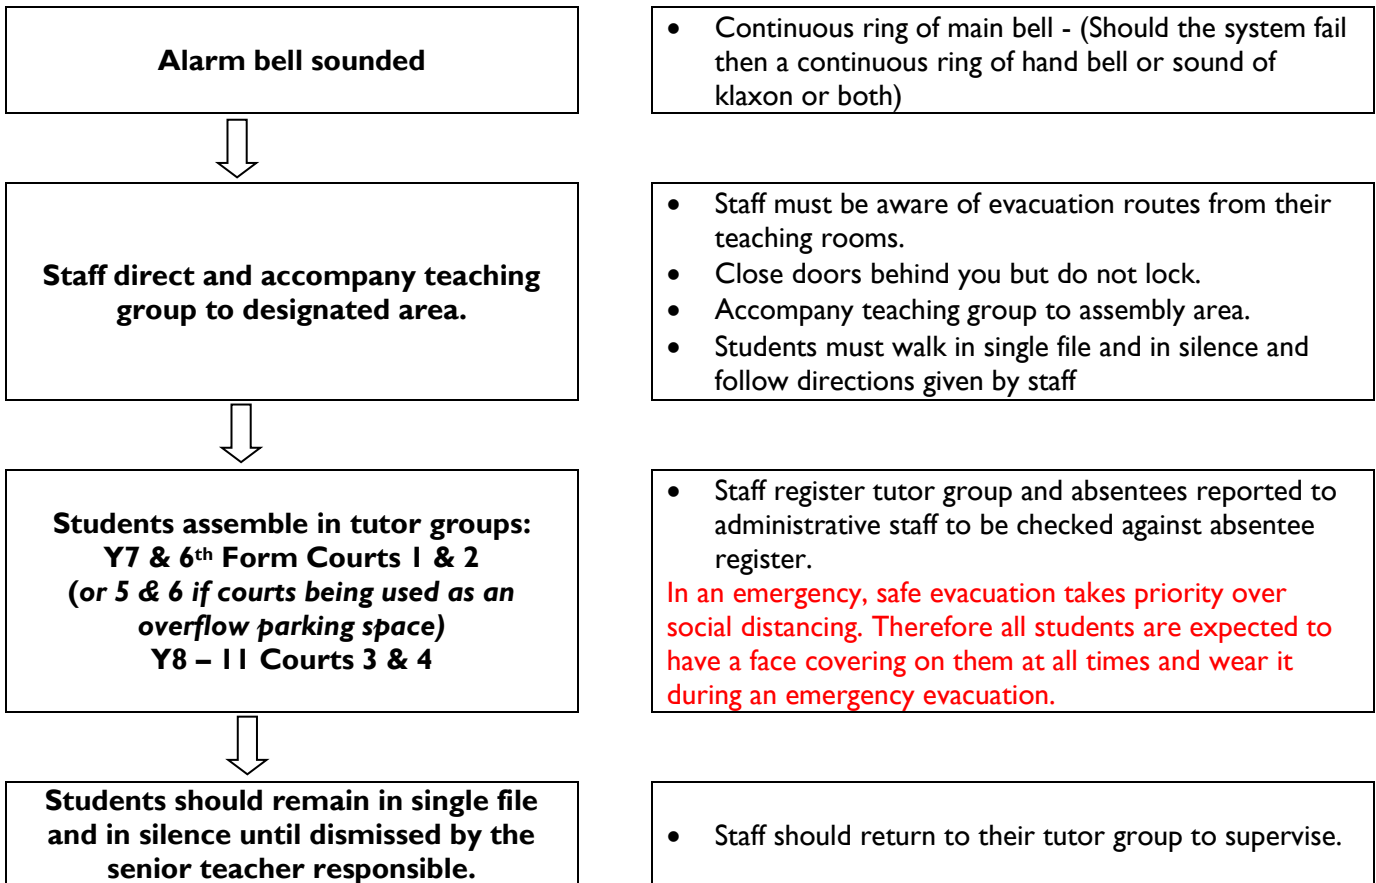 Alarm bell sounded
• Continuous ring of main bell - (Should the system fail
then a continuous ring of hand bell or sound of
klaxon or both)
Staff direct and accompany teaching
group to designated area.
• Staff must be aware of evacuation routes from their
teaching rooms.
• Close doors behind you but do not lock.
• Accompany teaching group to assembly area.
• Students must walk in single file and in silence and
follow directions given by staff
Students assemble in tutor groups:
Y7 & 6th Form Courts 1 & 2
(or 5 & 6 if courts being used as an
overflow parking space)
Y8 – 11 Courts 3 & 4
• Staff register tutor group and absentees reported to
administrative staff to be checked against absentee
register.
In an emergency, safe evacuation takes priority over
social distancing. Therefore all students are expected to
have a face covering on them at all times and wear it
during an emergency evacuation.
Students should remain in single file
and in silence until dismissed by the
senior teacher responsible.
• Staff should return to their tutor group to supervise.